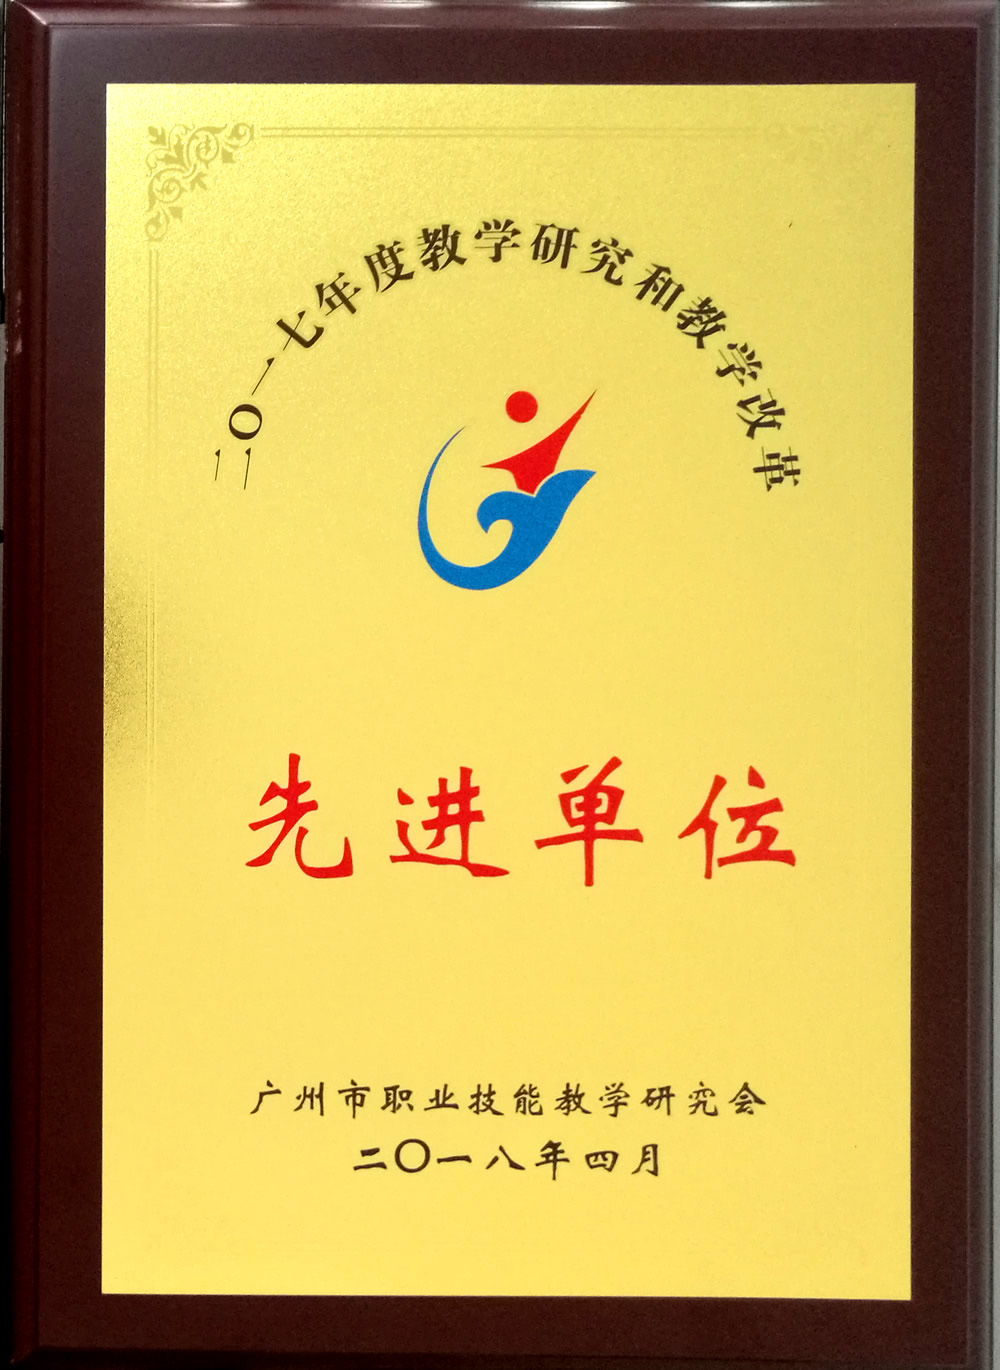 二〇一七年度教学研究和教学改革
先进单位
广州市职业技能教学研究会
二〇一八年四月